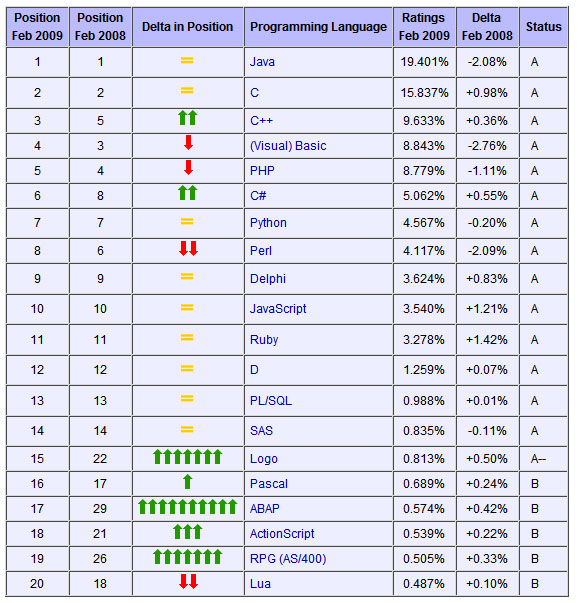 Position Feb 2009 Position Feb 2008 Delta in Position Programming Language Ratings Feb 2009 Delta Feb 2008 Status
1 1 Java 19.401% -2.08% A
2 2 C 15.837% +0.98% A
3 5 C++ 9.633% +0.36% A
4 3 (Visual) Basic 8.843% -2.76% A
5 4 PHP 8.779% -1.11% A
6 8 C# 5.062% +0.55% A
7 7 Python 4.567% -0.20% A
8 6 Perl 4.117% -2.09% A
9 9 Delphi 3.624% +0.83% A
10 10 JavaScript 3.540% +1.21% A
11 11 Ruby 3.278% +1.42% A
12 12 D 1.259% +0.07% A
13 13 PL/SQL 0.988% +0.01% A
14 14 SAS 0.835% -0.11% A
15 22 Logo 0.813% +0.50% A--
16 17 Pascal 0.689% +0.24% B
17 29 ABAP 0.574% +0.42% B
18 21 ActionScript 0.539% +0.22% B
19 26 RPG (AS/400) 0.505% +0.33% B
20 18 Lua 0.487% +0.10% B